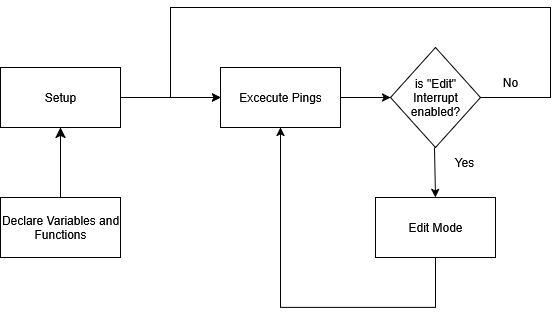 Setup
Excecute Pings
is "Edit"
Interrupt
enabled?
No
Yes
Declare Variables and
Functions
Edit Mode